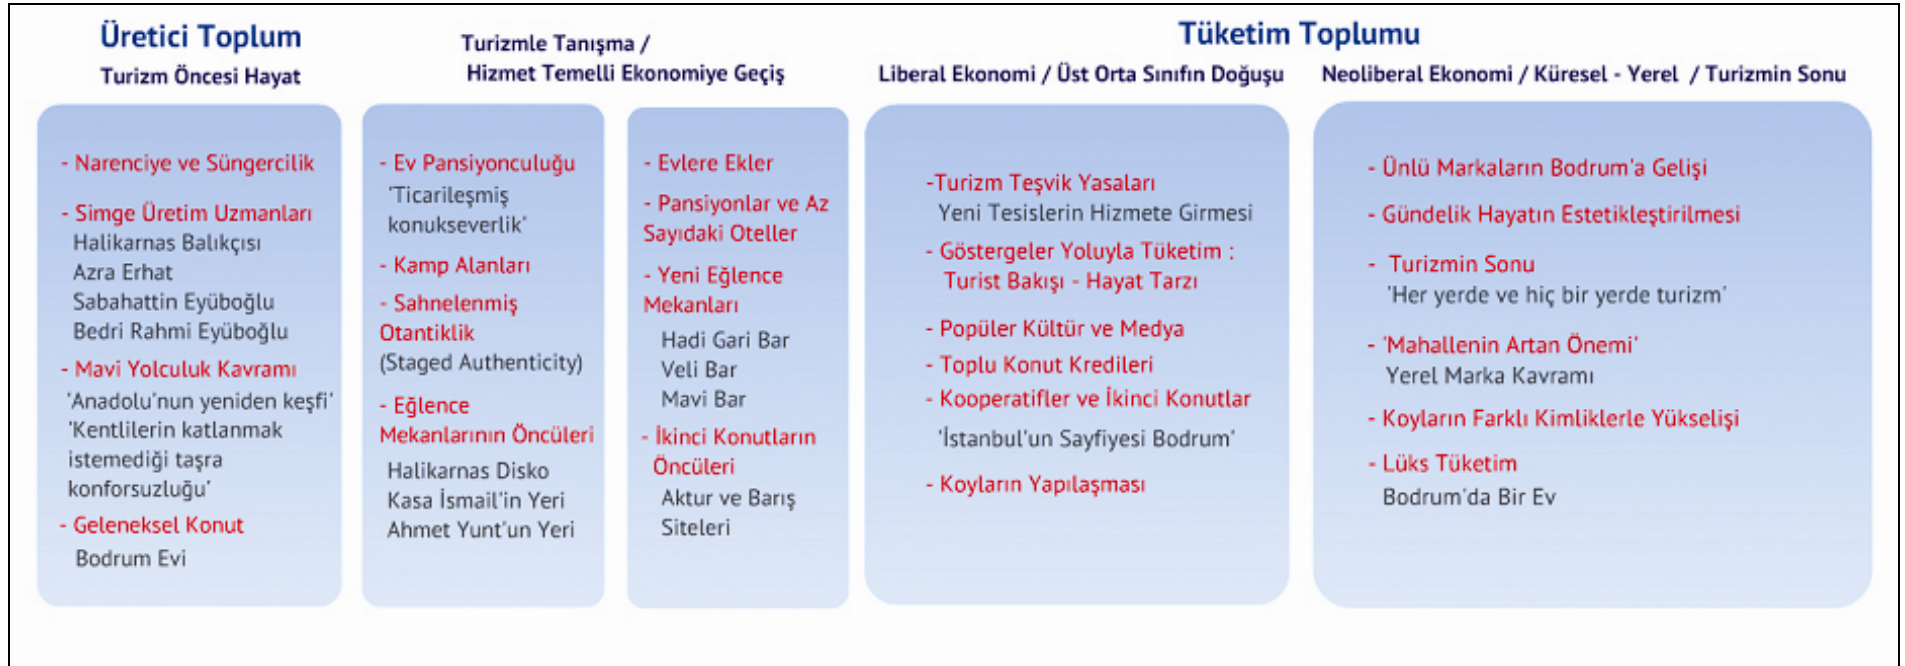 Üretici Toplum
Turizm Öncesi Hayat
- Narenciye ve Süngercilik
- Simge Üretim Uzmanları
Halikarnas Balıkçısı
Azra Erhat
Sabahattin Eyüboğlu
Bedri Rahmi Eyüboğlu
- Mavi Yolculuk Kavramı
'Anadolu'nun yeniden keşfi'
'Kentlilerin katlanmak
istemediği taşra
konforsuzluğu'
- Geleneksel Konut
Bodrum Evi
Turizmle Tanışma /
Hizmet Temelli Ekonomiye Geçiş
- Ev Pansiyonculuğu
'Ticarileşmiş
konukseverlik'
- Kamp Alanları
- Sahnelenmiş
Otantiklik
(Staged Authenticity)
- Eğlence
Mekanlarının Öncüleri
Halikarnas Disko
Kasa İsmail'in Yeri
Ahmet Yunt'un Yeri
- Evlere Ekler
- Pansiyonlar ve Az
Sayıdaki Oteller
- Yeni Eğlence
Mekanları
Hadi Gari Bar
Veli Bar
Mavi Bar
- İkinci Konutların
Öncüleri
Aktur ve Barış
Siteleri
Tüketim Toplumu
Liberal Ekonomi / Üst Orta Sınıfın Doğuşu
-Turizm Teşvik Yasaları
Yeni Tesislerin Hizmete Girmesi
- Göstergeler Yoluyla Tüketim :
Turist Bakışı - Hayat Tarzı
- Popüler Kültür ve Medya
- Toplu Konut Kredileri
- Kooperatifler ve İkinci Konutlar
'İstanbul'un Sayfiyesi Bodrum'
- Koyların Yapılaşması
Neoliberal Ekonomi / Küresel - Yerel / Turizmin Sonu
- Ünlü Markaların Bodrum'a Gelişi
- Gündelik Hayatın Estetikleştirilmesi
- Turizmin Sonu
'Her yerde ve hiç bir yerde turizm'
- 'Mahallenin Artan Önemi'
Yerel Marka Kavramı
- Koyların Farklı Kimliklerle Yükselişi
- Lüks Tüketim
Bodrum'da Bir Ev